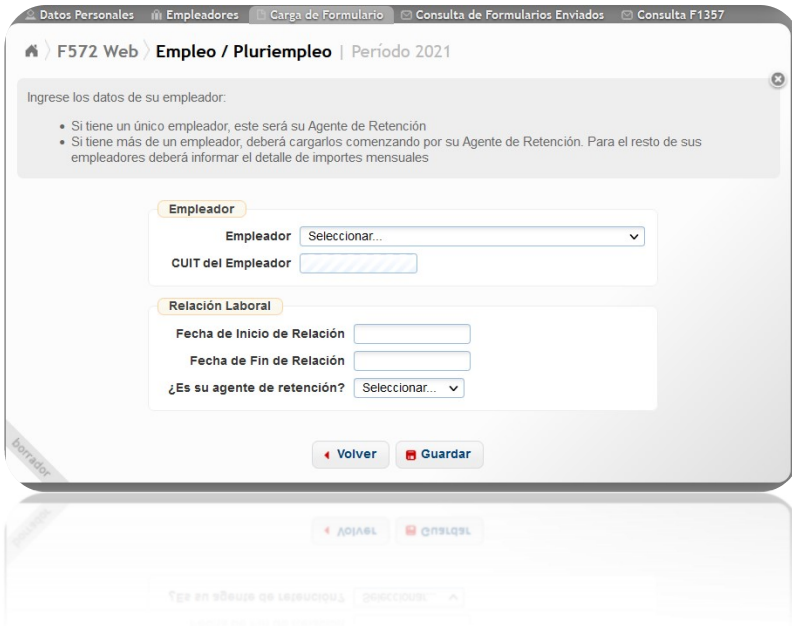 Datos Personales Empleadores Carga de Formulario Consulta de Formularios Enviados Consulta F1357
F572 Web Empleo / Pluriempleo | Período 2021
Ingrese los datos de su empleador:
• Si tiene un único empleador, este será su Agente de Retención
• Si tiene más de un empleador, deberá cargarlos comenzando por su Agente de Retención. Para el resto de sus
empleadores deberá informar el detalle de importes mensuales
Empleador
Empleador Seleccionar...
CUIT del Empleador
Relación Laboral
Fecha de Inicio de Relación
Fecha de Fin de Relación
¿Es su agente de retención? Seleccionar...
borrador
Volver Guardar